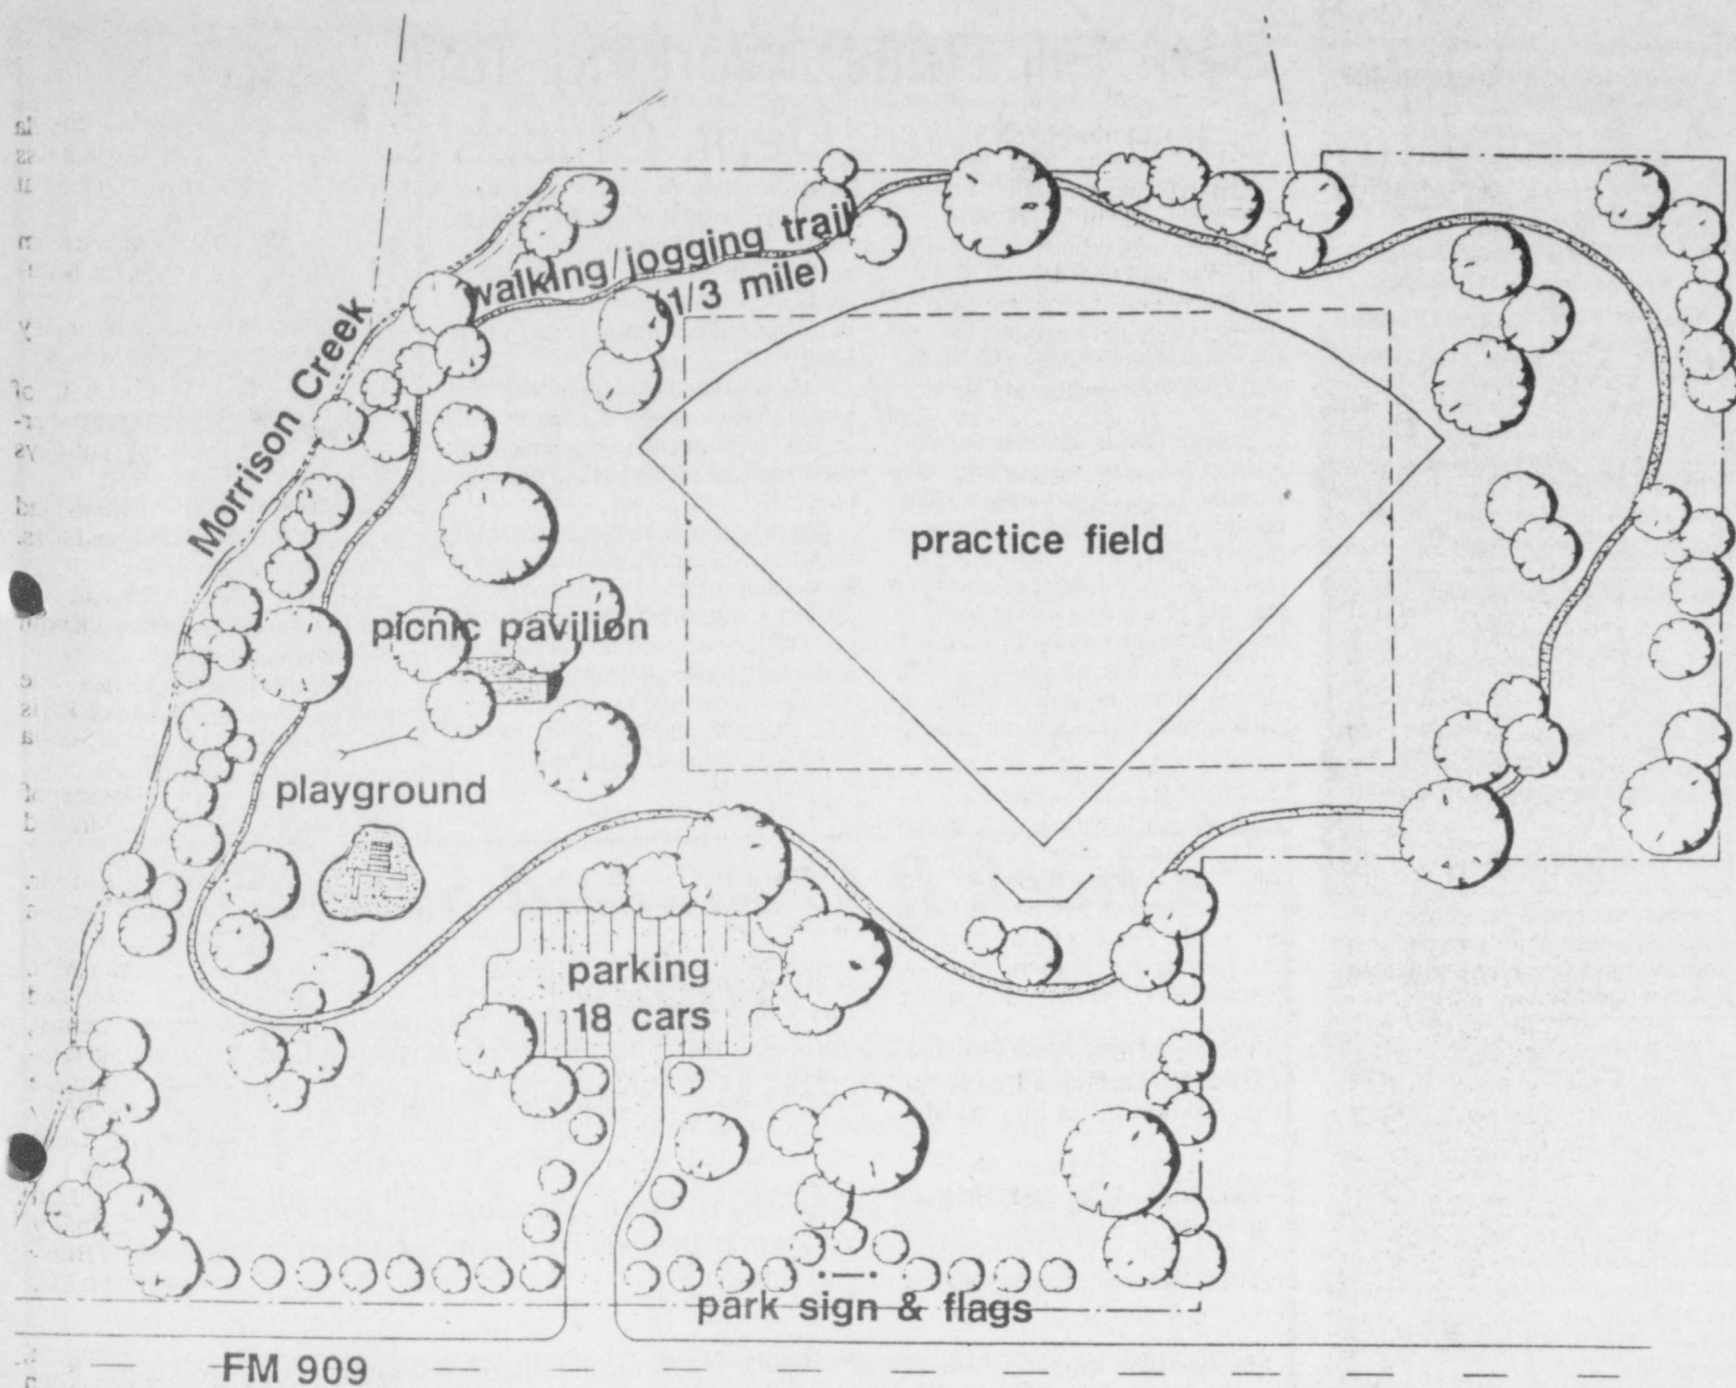 walking/jogging trail
(1/3 mile)
Morrison Creek
practice field
picnic pavilion
playground
parking
18 cars
park sign & flags
FM 909